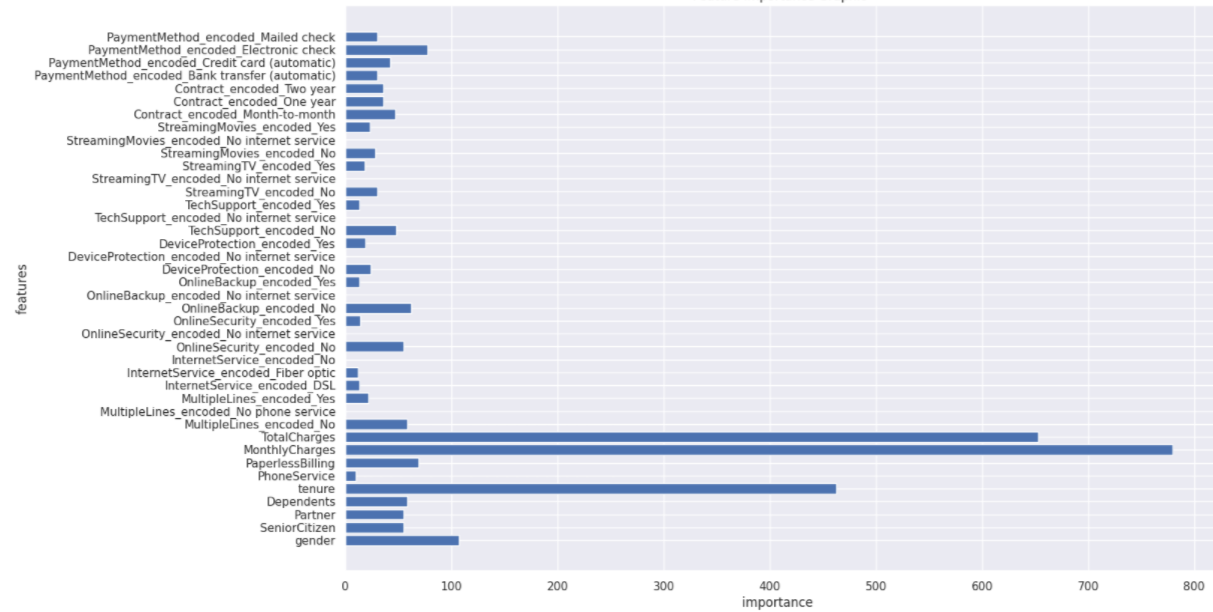 PaymentMethod_encoded_Mailed check
PaymentMethod_encoded_Electronic check
PaymentMethod_encoded_Credit card (automatic)
PaymentMethod_encoded_Bank transfer (automatic)
Contract_encoded_Two year
Contract_encoded_One year
Contract_encoded_Month-to-month
StreamingMovies_encoded_Yes
StreamingMovies_encoded_No internet service
StreamingMovies_encoded_No
StreamingTV_encoded_Yes
StreamingTV_encoded_No internet service
StreamingTV_encoded_No
TechSupport_encoded_Yes
TechSupport_encoded_No internet service
TechSupport_encoded_No
DeviceProtection_encoded_Yes
DeviceProtection_encoded_No internet service
DeviceProtection_encoded_No
OnlineBackup_encoded_Yes
OnlineBackup_encoded_No internet service
OnlineBackup_encoded_No
OnlineSecurity_encoded_Yes
OnlineSecurity_encoded_No internet service
OnlineSecurity_encoded_No
InternetService_encoded_No
InternetService_encoded_Fiber optic
InternetService_encoded_DSL
MultipleLines_encoded_Yes
MultipleLines_encoded_No phone service
MultipleLines_encoded_No
TotalCharges
MonthlyCharges
PaperlessBilling
PhoneService
tenure
Dependents
Partner
SeniorCitizen
gender
features
0 100 200 300 400 500 600 700 800
importance